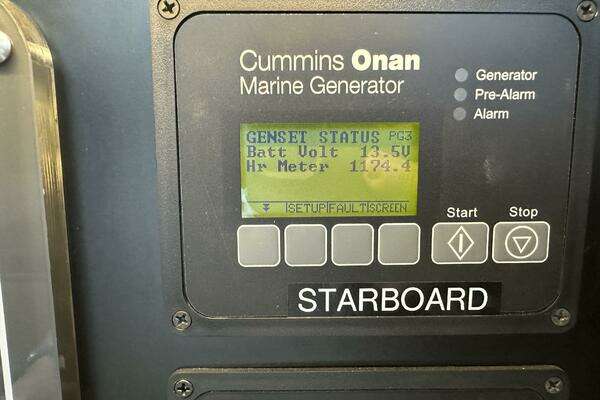 Cummins Onan
Marine Generator
Generator
Pre-Alarm
Alarm
GENSET STATUS PG3
Batt Volt 13.5V
Hr Meter 1174.4
SETUP|FAULT|SCREEN
Start Stop
STARBOARD